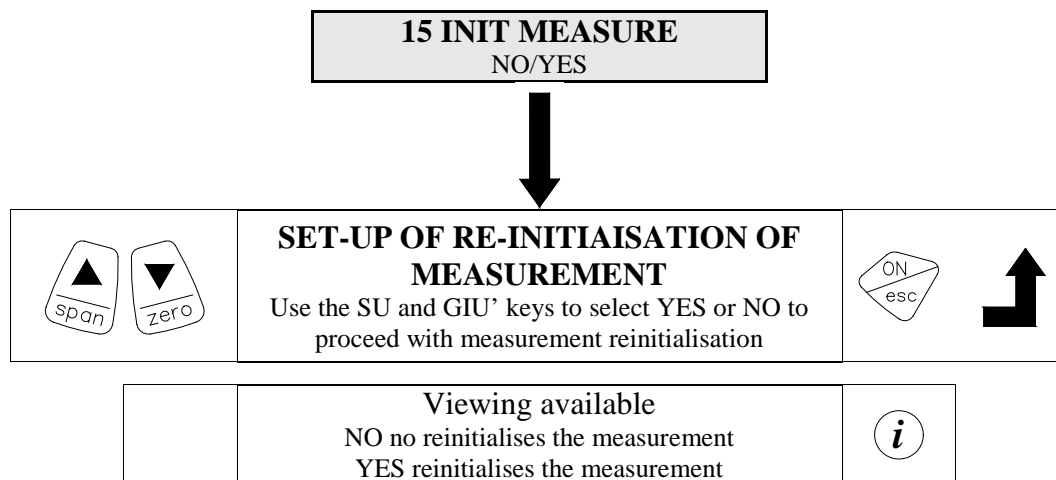 15 INIT MEASURE
NO/YES
SET-UP OF RE-INITIAISATION OF
MEASUREMENT
Use the SU and GIU’ keys to select YES or NO to
proceed with measurement reinitialisation
span
zero
ON
esc
Viewing available
NO no reinitialises the measurement
YES reinitialises the measurement
i